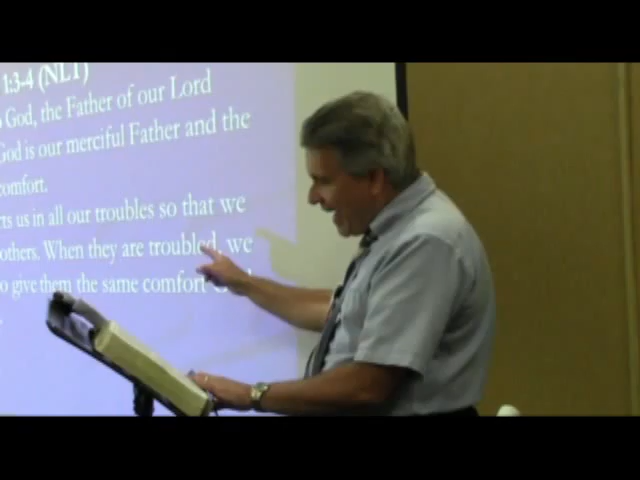 1:3-4 (NLT)
God, the Father of our Lord
God is our merciful Father and the
comfort.
us in all our troubles so that we
others. When they are troubled, we
give them the same comfort